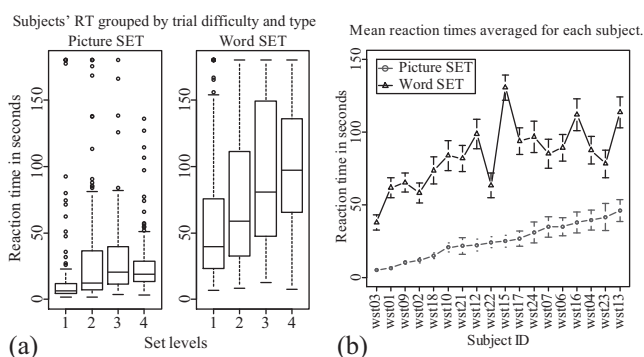 Subjects' RT grouped by trial difficulty and type
Picture SET
Word SET
Reaction time in seconds
0
50
100
150
1 2 3 4
1 2 3 4
Set levels
(a)
Mean reaction times averaged for each subject.
Picture SET
Word SET
Reaction time in seconds
0
50
100
150
wst03
wst01
wst09
wst02
wst18
wst10
wst21
wst12
wst22
wst15
wst17
wst24
wst07
wst06
wst16
wst04
wst23
wst13
Subject ID
(b)